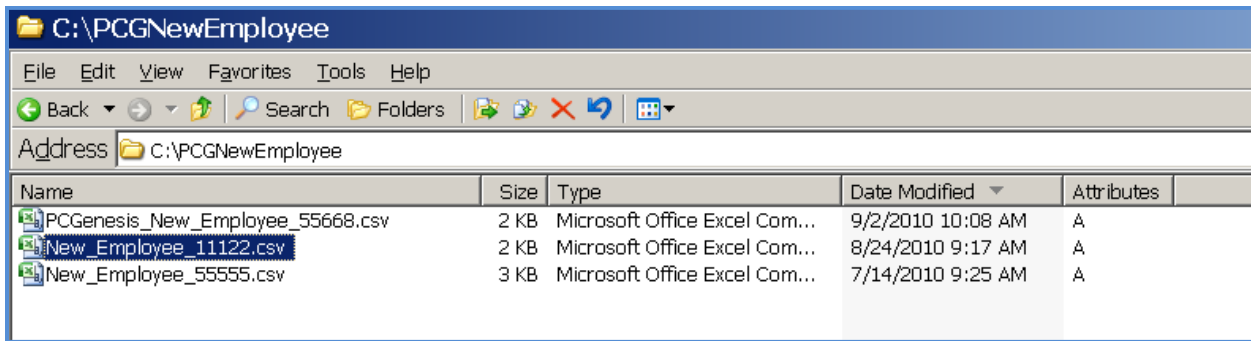 C:\PCGNewEmployee
File Edit View Favorites Tools Help
Back Search Folders
Address C:\PCGNewEmployee
Name Size Type Date Modified Attributes
PCGenesis_New_Employee_55668.csv 2 KB Microsoft Office Excel Com... 9/2/2010 10:08 AM A
New_Employee_11122.csv 2 KB Microsoft Office Excel Com... 8/24/2010 9:17 AM A
New_Employee_55555.csv 3 KB Microsoft Office Excel Com... 7/14/2010 9:25 AM A